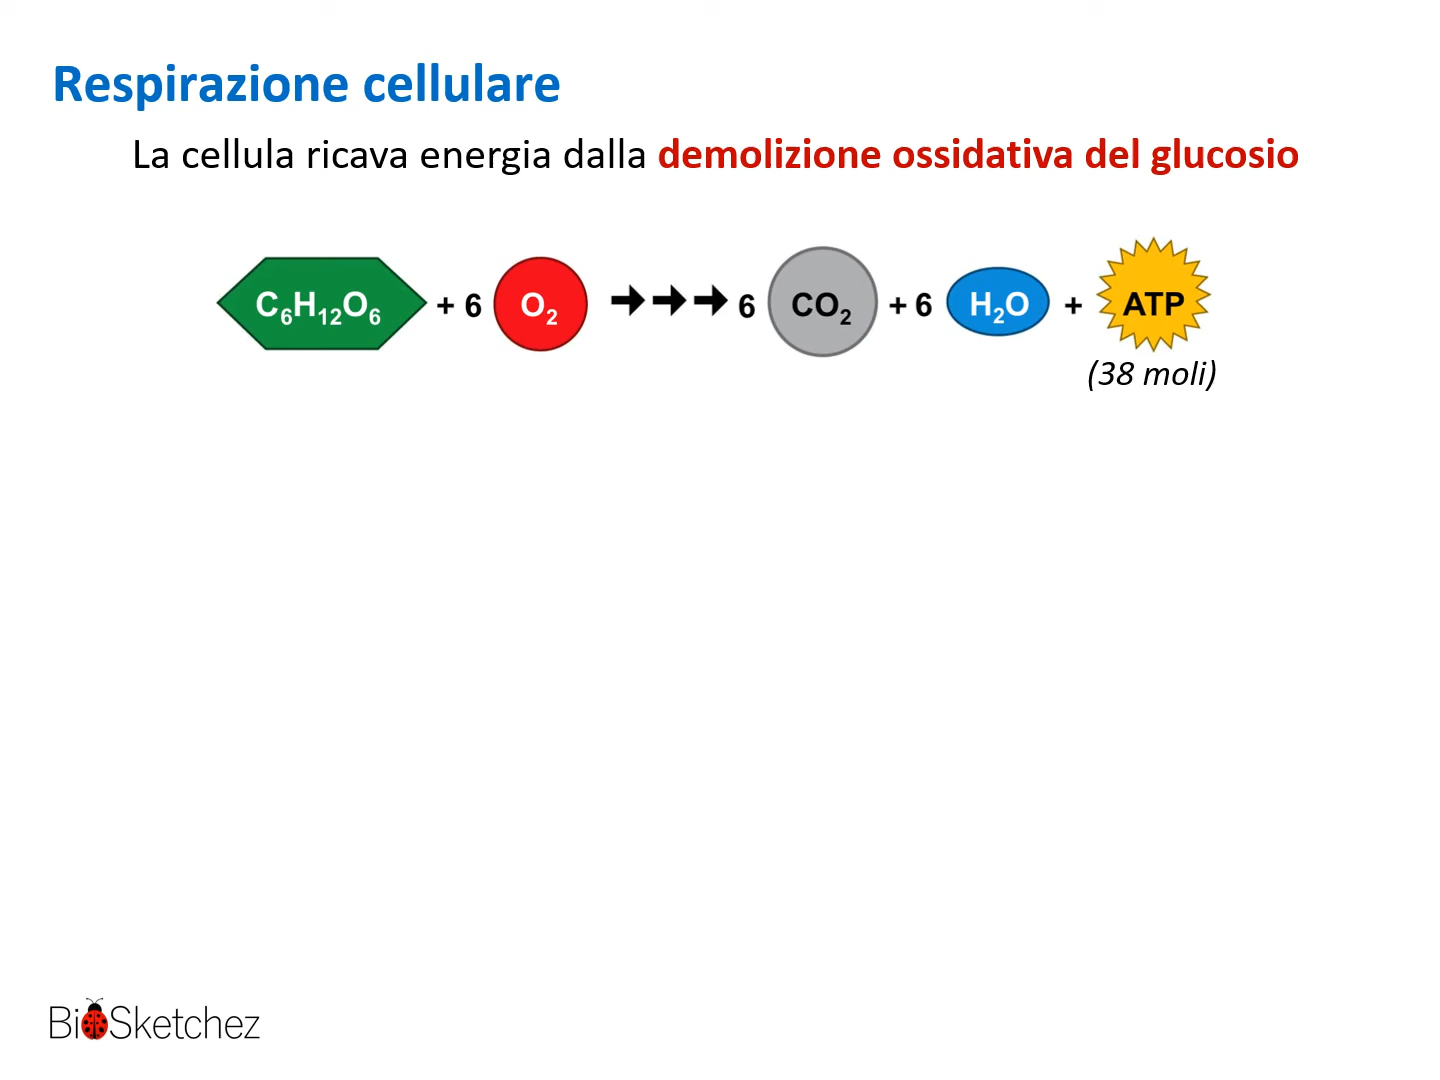 Respirazione cellulare
La cellula ricava energia dalla demolizione ossidativa del glucosio
C₆H₁₂O₆ + 6 O₂ → → → 6 CO₂ + 6 H₂O + ATP
(38 moli)
BioSketchez